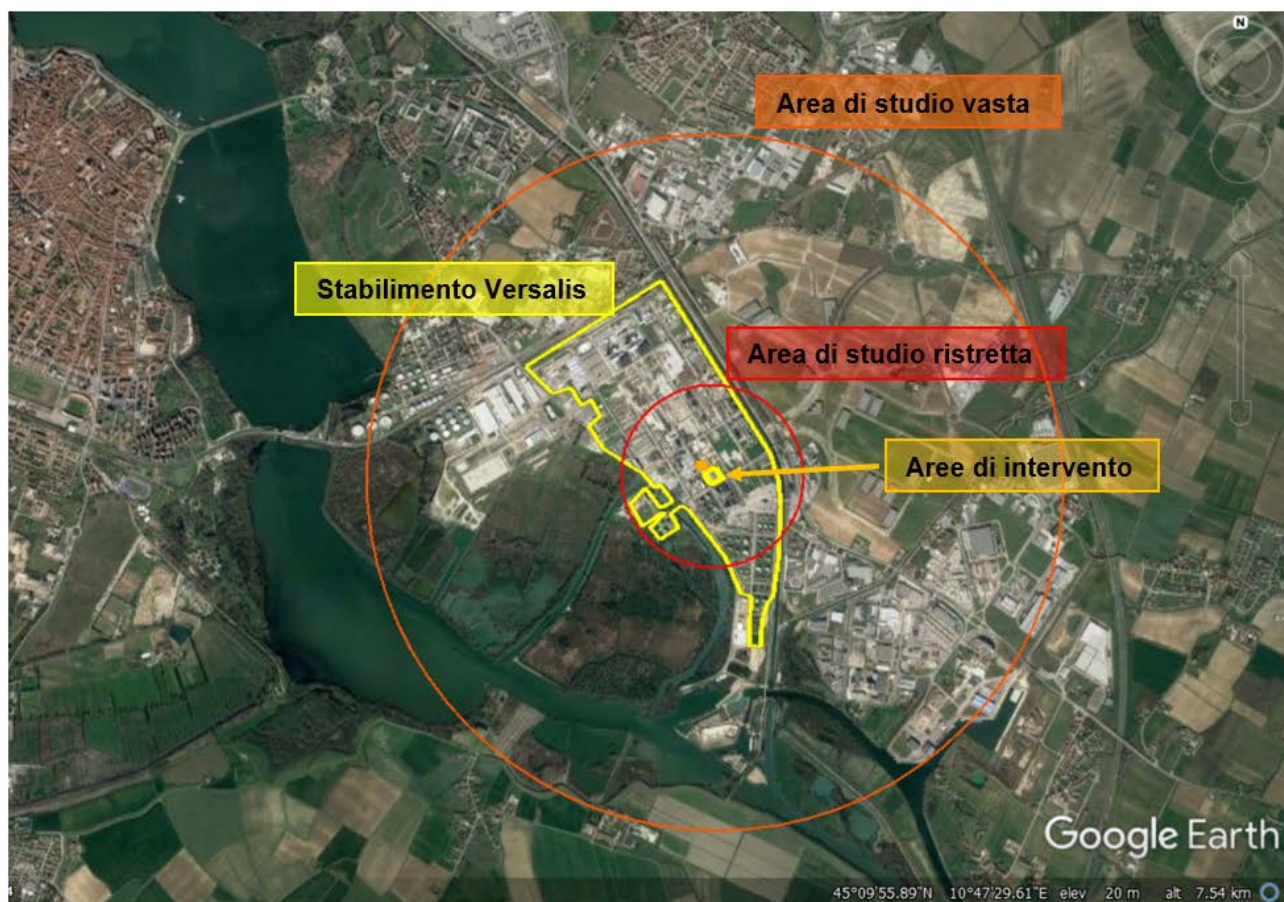 N
Area di studio vasta
Stabilimento Versalis
Area di studio ristretta
Aree di intervento
Google Earth
45°09'55.89"N 10°47'29.61"E elev 20 m alt 7.54 km